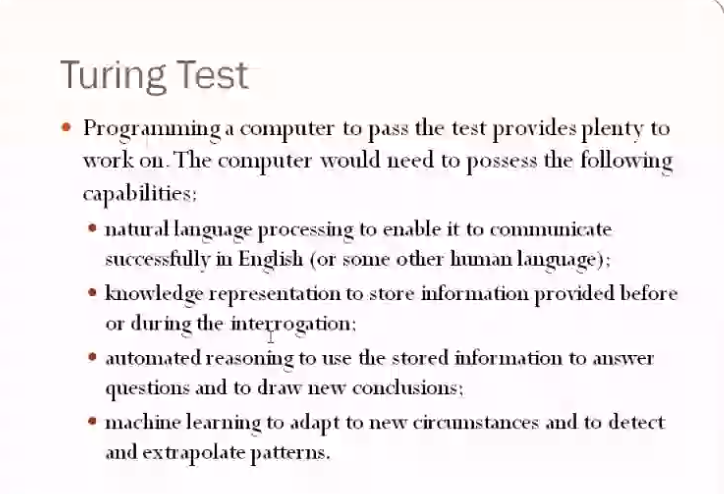 Turing Test
• Programming a computer to pass the test provides plenty to
work on. The computer would need to possess the following
capabilities:
• natural language processing to enable it to communicate
successfully in English (or some other human language);
• knowledge representation to store information provided before
or during the interrogation;
• automated reasoning to use the stored information to answer
questions and to draw new conclusions;
• machine learning to adapt to new circumstances and to detect
and extrapolate patterns.